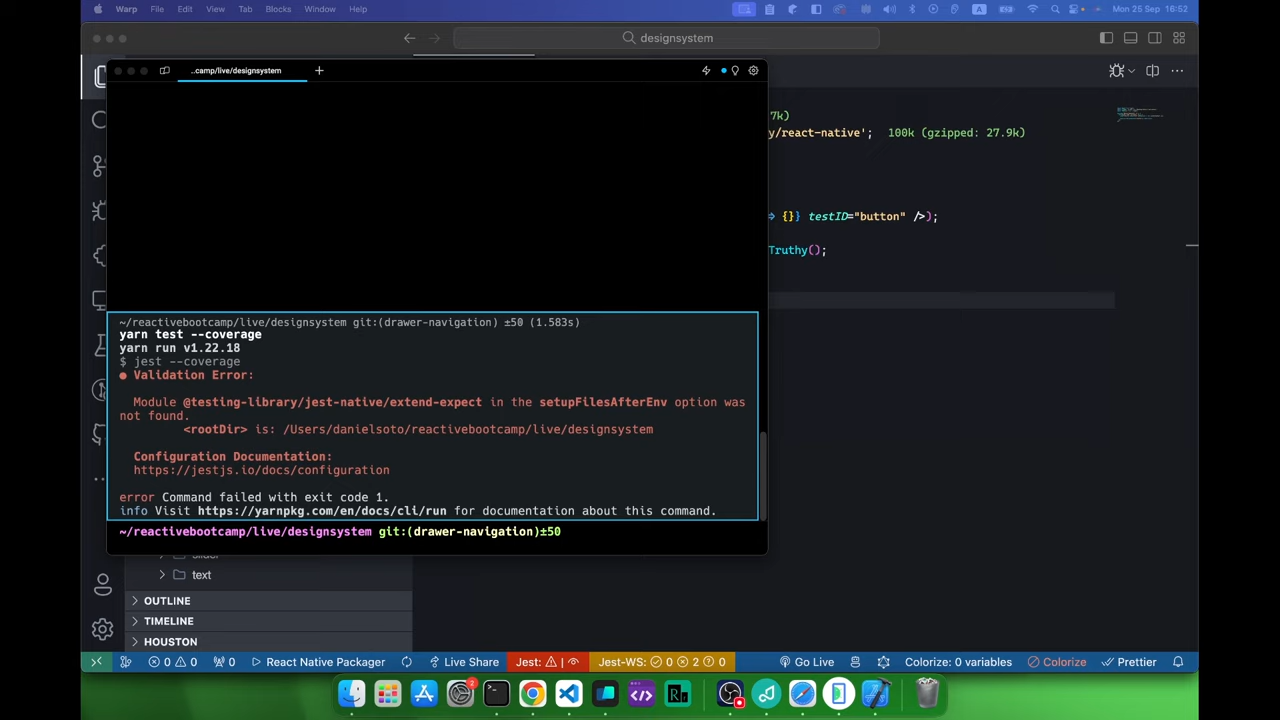 Warp File Edit View Tab Blocks Window Help
A
Mon 25 Sep 16:52
designsystem
..camp/live/designsystem
7k)
y/react-native'; 100k (gzipped: 27.9k)
=> {}} testID="button" />);
Truthy();
~/reactivebootcamp/live/designsystem git:(drawer-navigation) ±50 (1.583s)
yarn test --coverage
yarn run v1.22.18
$ jest --coverage
● Validation Error:
Module @testing-library/jest-native/extend-expect in the setupFilesAfterEnv option was
not found.
<rootDir> is: /Users/danielsoto/reactivebootcamp/live/designsystem
Configuration Documentation:
https://jestjs.io/docs/configuration
error Command failed with exit code 1.
info Visit https://yarnpkg.com/en/docs/cli/run for documentation about this command.
~/reactivebootcamp/live/designsystem git:(drawer-navigation)±50
text
OUTLINE
TIMELINE
HOUSTON
0 0 0 React Native Packager Live Share Jest: Jest-WS: 0 2 0 Go Live Colorize: 0 variables Colorize Prettier
2